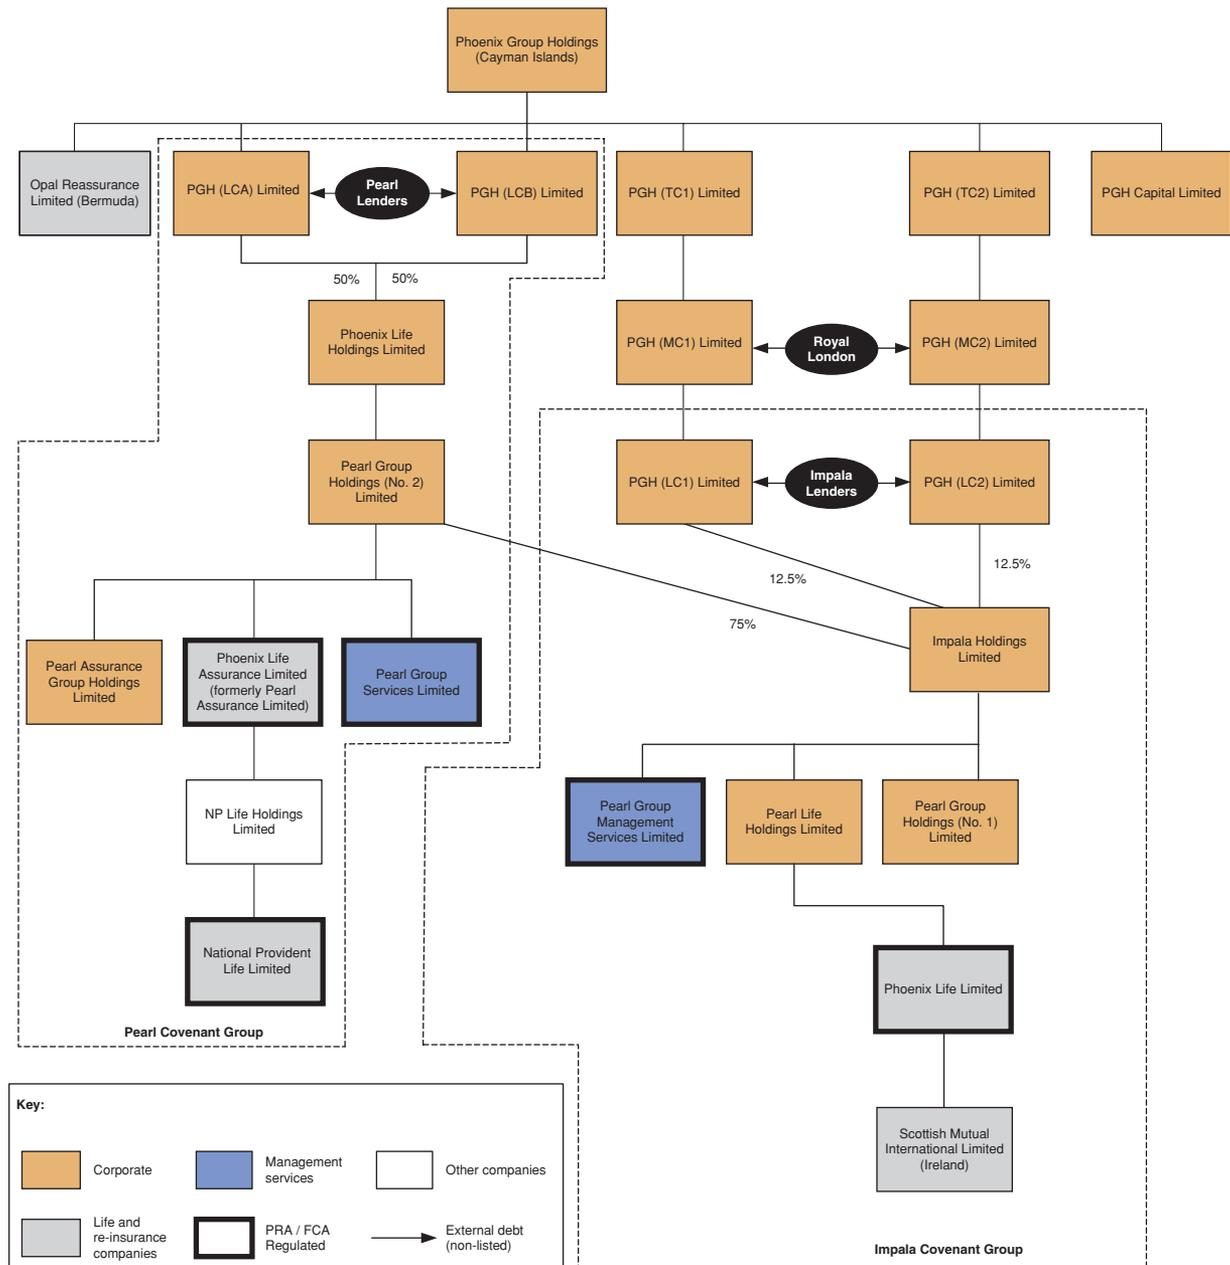 Phoenix Group Holdings
(Cayman Islands)
Opal Reassurance
Limited (Bermuda)
PGH (LCA) Limited
Pearl
Lenders
PGH (LCB) Limited
PGH (TC1) Limited
PGH (TC2) Limited
PGH Capital Limited
50%
50%
Phoenix Life
Holdings Limited
PGH (MC1) Limited
Royal
London
PGH (MC2) Limited
Pearl Group
Holdings (No. 2)
Limited
PGH (LC1) Limited
Impala
Lenders
PGH (LC2) Limited
12.5%
12.5%
75%
Impala Holdings
Limited
Pearl Assurance
Group Holdings
Limited
Phoenix Life
Assurance Limited
(formerly Pearl
Assurance Limited)
Pearl Group
Services Limited
NP Life Holdings
Limited
Pearl Group
Management
Services Limited
Pearl Life
Holdings Limited
Pearl Group
Holdings (No. 1)
Limited
National Provident
Life Limited
Phoenix Life Limited
Pearl Covenant Group
Scottish Mutual
International Limited
(Ireland)
Key:
Corporate
Management
services
Other companies
Life and
re-insurance
companies
PRA / FCA
Regulated
External debt
(non-listed)
Impala Covenant Group